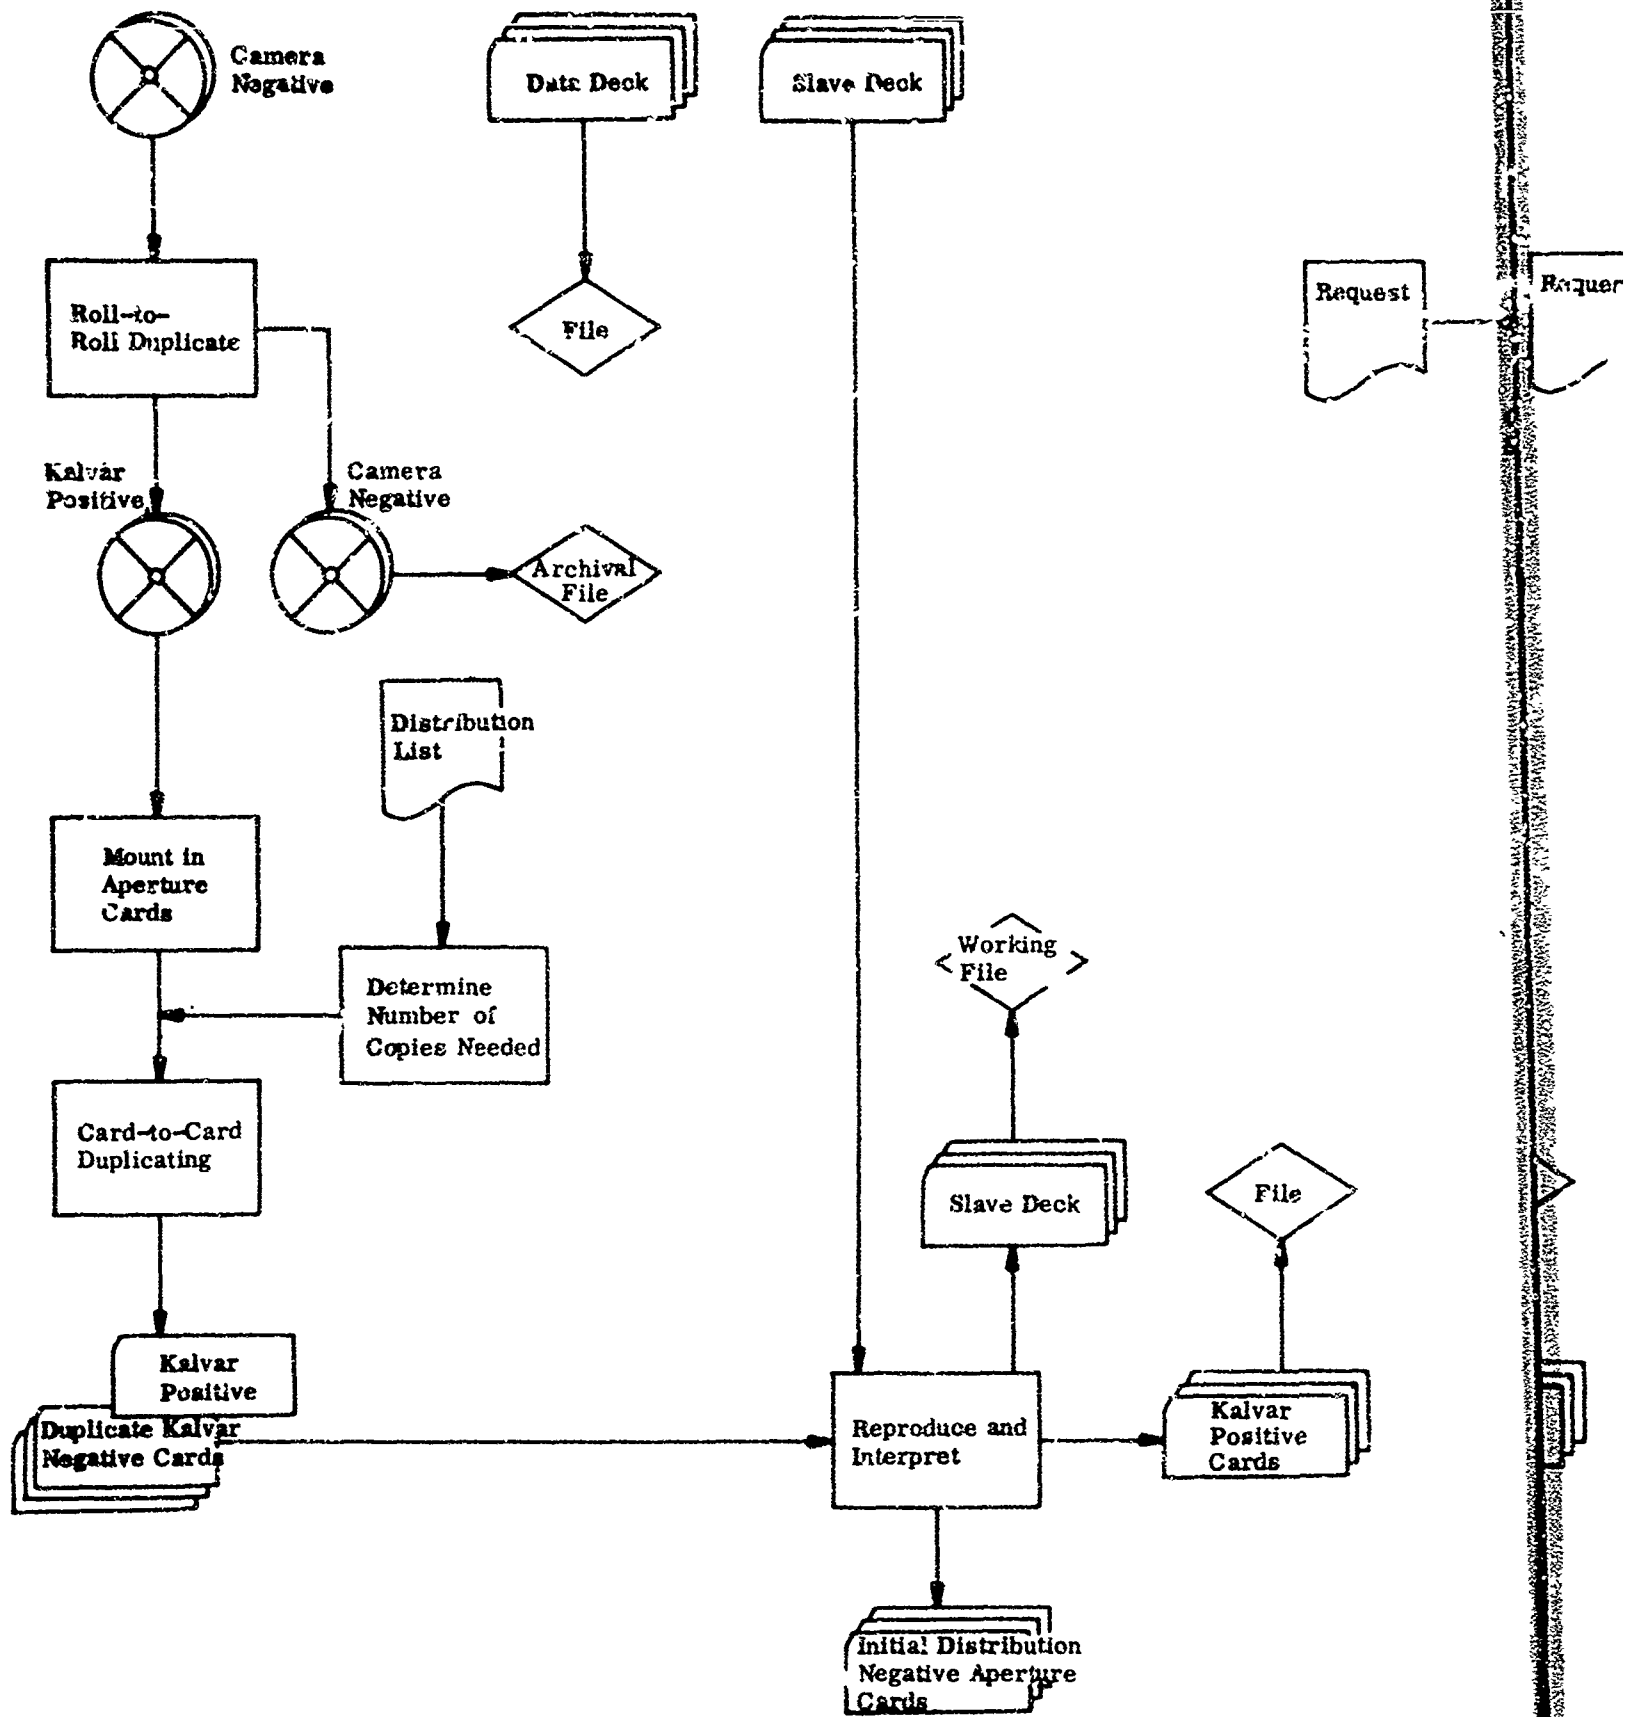 Camera
Negative
Data Deck
Slave Deck
File
Request
Roll-to-
Roll Duplicate
Kalvar
Positive
Camera
Negative
Archival
File
Distribution
List
Mount in
Aperture
Cards
Determine
Number of
Copies Needed
Working
File
Card-to-Card
Duplicating
Slave Deck
File
Kalvar
Positive
Duplicate Kalvar
Negative Cards
Reproduce and
Interpret
Kalvar
Positive
Cards
Initial Distribution
Negative Aperture
Cards